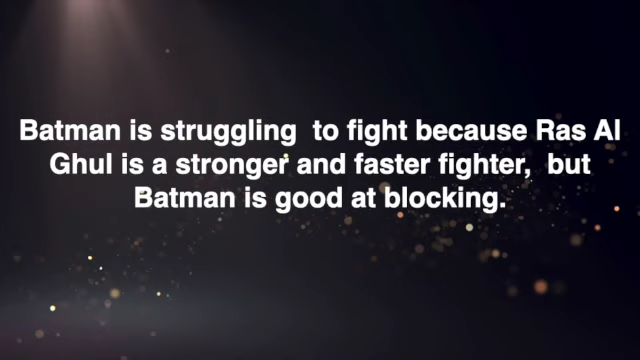 Batman is struggling  to fight because Ras Al
Ghul is a stronger and faster fighter,  but
Batman is good at blocking.